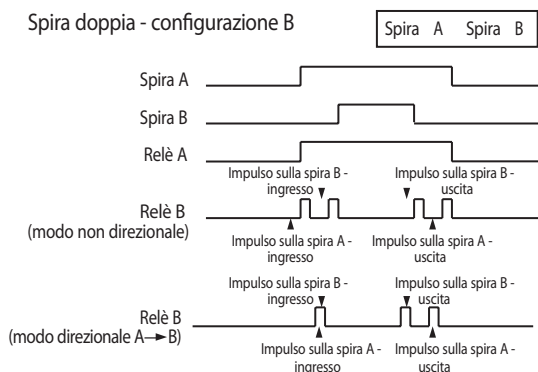 Spira doppia - configurazione B
Spira A Spira B
Spira A
Spira B
Relè A
Impulso sulla spira B -
ingresso
Impulso sulla spira B -
uscita
Relè B
(modo non direzionale)
Impulso sulla spira A -
ingresso
Impulso sulla spira A -
uscita
Impulso sulla spira B -
ingresso
Impulso sulla spira B -
uscita
Relè B
(modo direzionale A→B)
Impulso sulla spira A -
ingresso
Impulso sulla spira A -
uscita